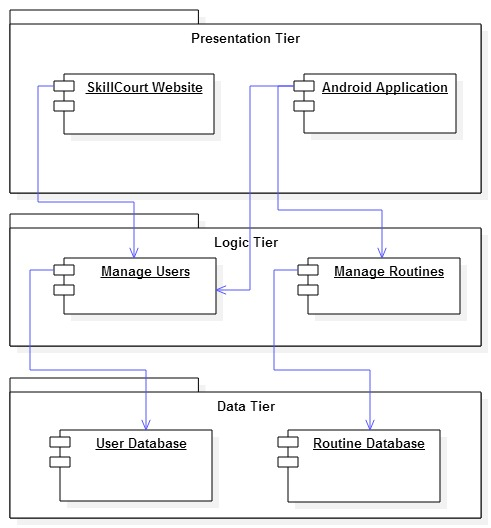 Presentation Tier
SkillCourt Website
Android Application
Logic Tier
Manage Users
Manage Routines
Data Tier
User Database
Routine Database